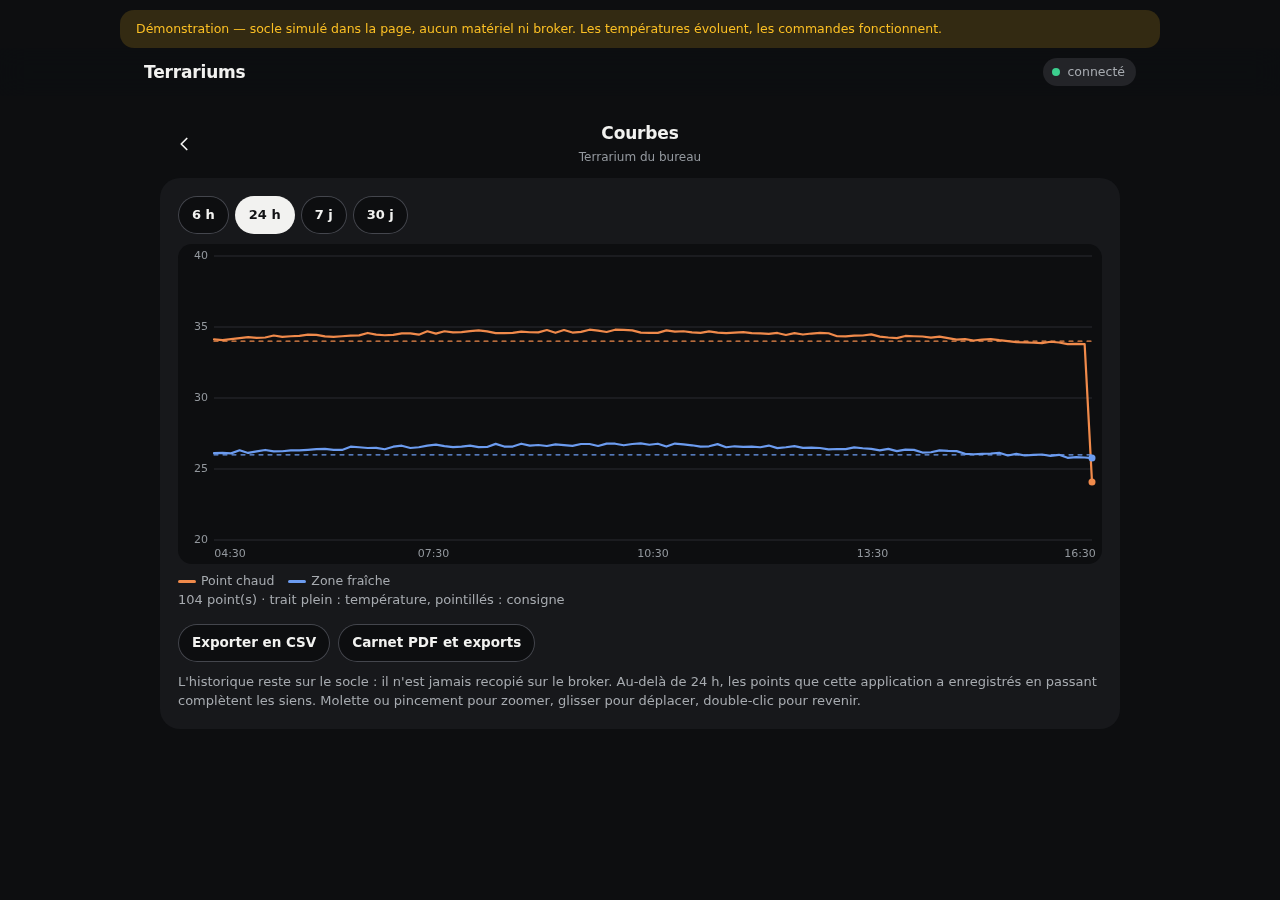 Démonstration — socle simulé dans la page, aucun matériel ni broker. Les températures évoluent, les commandes fonctionnent.
Terrariums
connecté
Courbes
Terrarium du bureau
6 h
24 h
7 j
30 j
40
35
30
25
20
04:30
07:30
10:30
13:30
16:30
Point chaud
Zone fraîche
104 point(s) · trait plein : température, pointillés : consigne
Exporter en CSV
Carnet PDF et exports
L'historique reste sur le socle : il n'est jamais recopié sur le broker. Au-delà de 24 h, les points que cette application a enregistrés en passant
complètent les siens. Molette ou pincement pour zoomer, glisser pour déplacer, double-clic pour revenir.